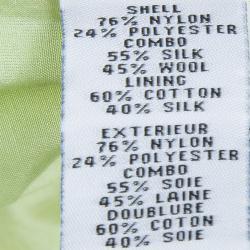 SHELL
76% NYLON
24% POLYESTER
COMBO
55% SILK
45% WOOL
LINING
60% COTTON
40% SILK
EXTERIEUR
76% NYLON
24% POLYESTER
COMBO
55% SOIE
45% LAINE
DOUBLURE
60% COTON
40% SOIE